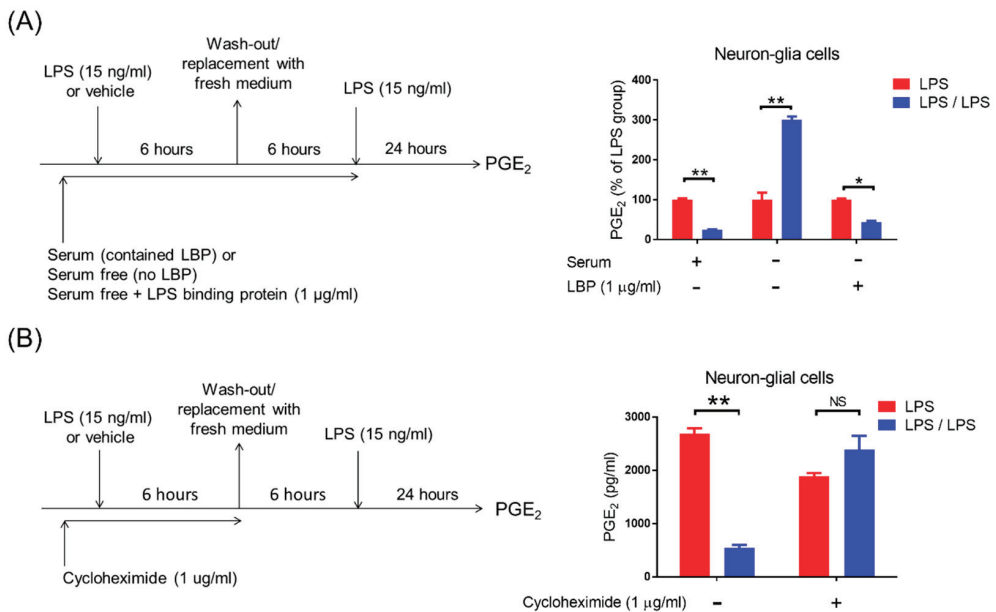 (A)
Wash-out/
replacement with
fresh medium
LPS (15 ng/ml)
or vehicle
LPS (15 ng/ml)
6 hours
6 hours
24 hours
PGE2
Serum (contained LBP) or
Serum free (no LBP)
Serum free + LPS binding protein (1 µg/ml)
Neuron-glia cells
PGE2 (% of LPS group)
400
300
200
100
0
**
**
*
LPS
LPS / LPS
Serum + - -
LBP (1 µg/ml) - - +
(B)
Wash-out/
replacement with
fresh medium
LPS (15 ng/ml)
or vehicle
LPS (15 ng/ml)
6 hours
6 hours
24 hours
PGE2
Cycloheximide (1 ug/ml)
Neuron-glial cells
PGE2 (pg/ml)
3000
2000
1000
0
**
NS
LPS
LPS / LPS
Cycloheximide (1 µg/ml) - +